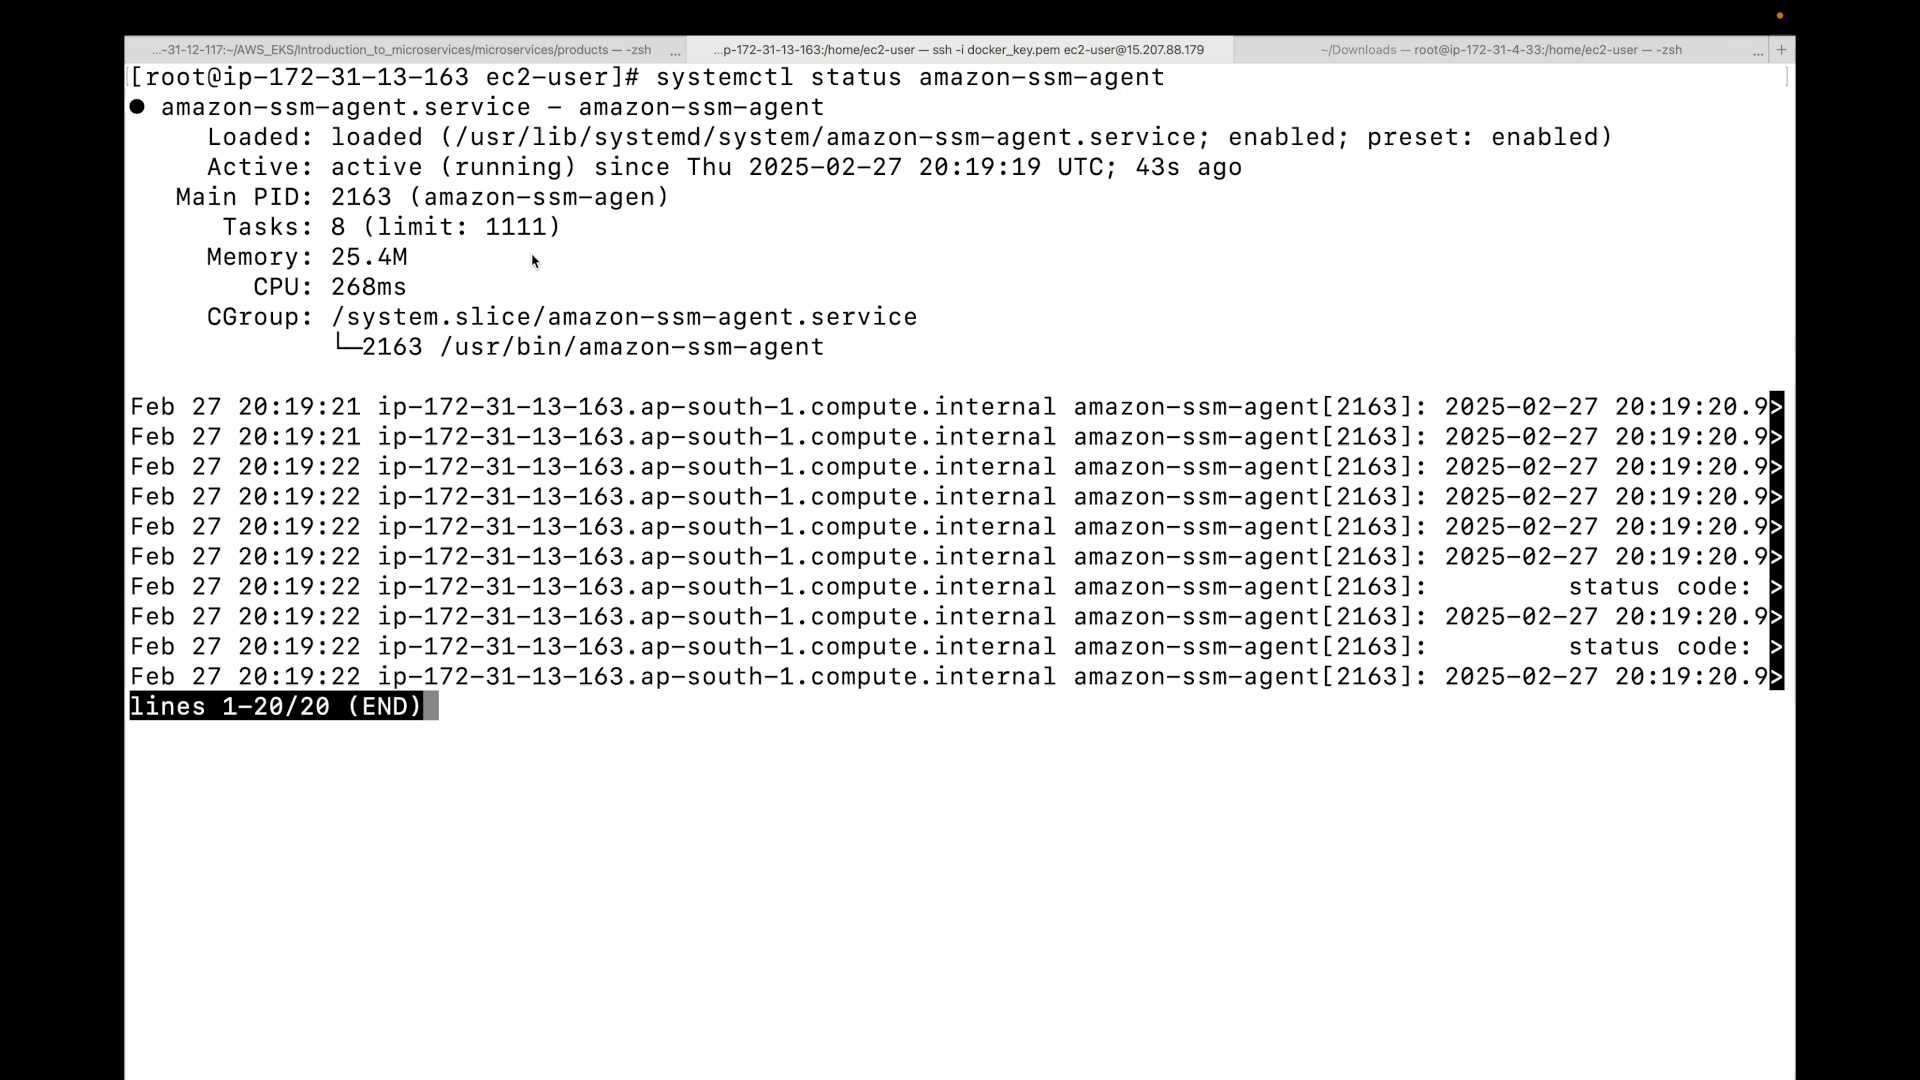 ...-31-12-117:~/AWS_EKS/Introduction_to_microservices/microservices/products — -zsh ... ...p-172-31-13-163:/home/ec2-user — ssh -i docker_key.pem ec2-user@15.207.88.179 ~/Downloads — root@ip-172-31-4-33:/home/ec2-user — -zsh ... +
[root@ip-172-31-13-163 ec2-user]# systemctl status amazon-ssm-agent ]
● amazon-ssm-agent.service - amazon-ssm-agent
Loaded: loaded (/usr/lib/systemd/system/amazon-ssm-agent.service; enabled; preset: enabled)
Active: active (running) since Thu 2025-02-27 20:19:19 UTC; 43s ago
Main PID: 2163 (amazon-ssm-agen)
Tasks: 8 (limit: 1111)
Memory: 25.4M
CPU: 268ms
CGroup: /system.slice/amazon-ssm-agent.service
└─2163 /usr/bin/amazon-ssm-agent
Feb 27 20:19:21 ip-172-31-13-163.ap-south-1.compute.internal amazon-ssm-agent[2163]: 2025-02-27 20:19:20.9>
Feb 27 20:19:21 ip-172-31-13-163.ap-south-1.compute.internal amazon-ssm-agent[2163]: 2025-02-27 20:19:20.9>
Feb 27 20:19:22 ip-172-31-13-163.ap-south-1.compute.internal amazon-ssm-agent[2163]: 2025-02-27 20:19:20.9>
Feb 27 20:19:22 ip-172-31-13-163.ap-south-1.compute.internal amazon-ssm-agent[2163]: 2025-02-27 20:19:20.9>
Feb 27 20:19:22 ip-172-31-13-163.ap-south-1.compute.internal amazon-ssm-agent[2163]: 2025-02-27 20:19:20.9>
Feb 27 20:19:22 ip-172-31-13-163.ap-south-1.compute.internal amazon-ssm-agent[2163]: 2025-02-27 20:19:20.9>
Feb 27 20:19:22 ip-172-31-13-163.ap-south-1.compute.internal amazon-ssm-agent[2163]: status code: >
Feb 27 20:19:22 ip-172-31-13-163.ap-south-1.compute.internal amazon-ssm-agent[2163]: 2025-02-27 20:19:20.9>
Feb 27 20:19:22 ip-172-31-13-163.ap-south-1.compute.internal amazon-ssm-agent[2163]: status code: >
Feb 27 20:19:22 ip-172-31-13-163.ap-south-1.compute.internal amazon-ssm-agent[2163]: 2025-02-27 20:19:20.9>
lines 1-20/20 (END)